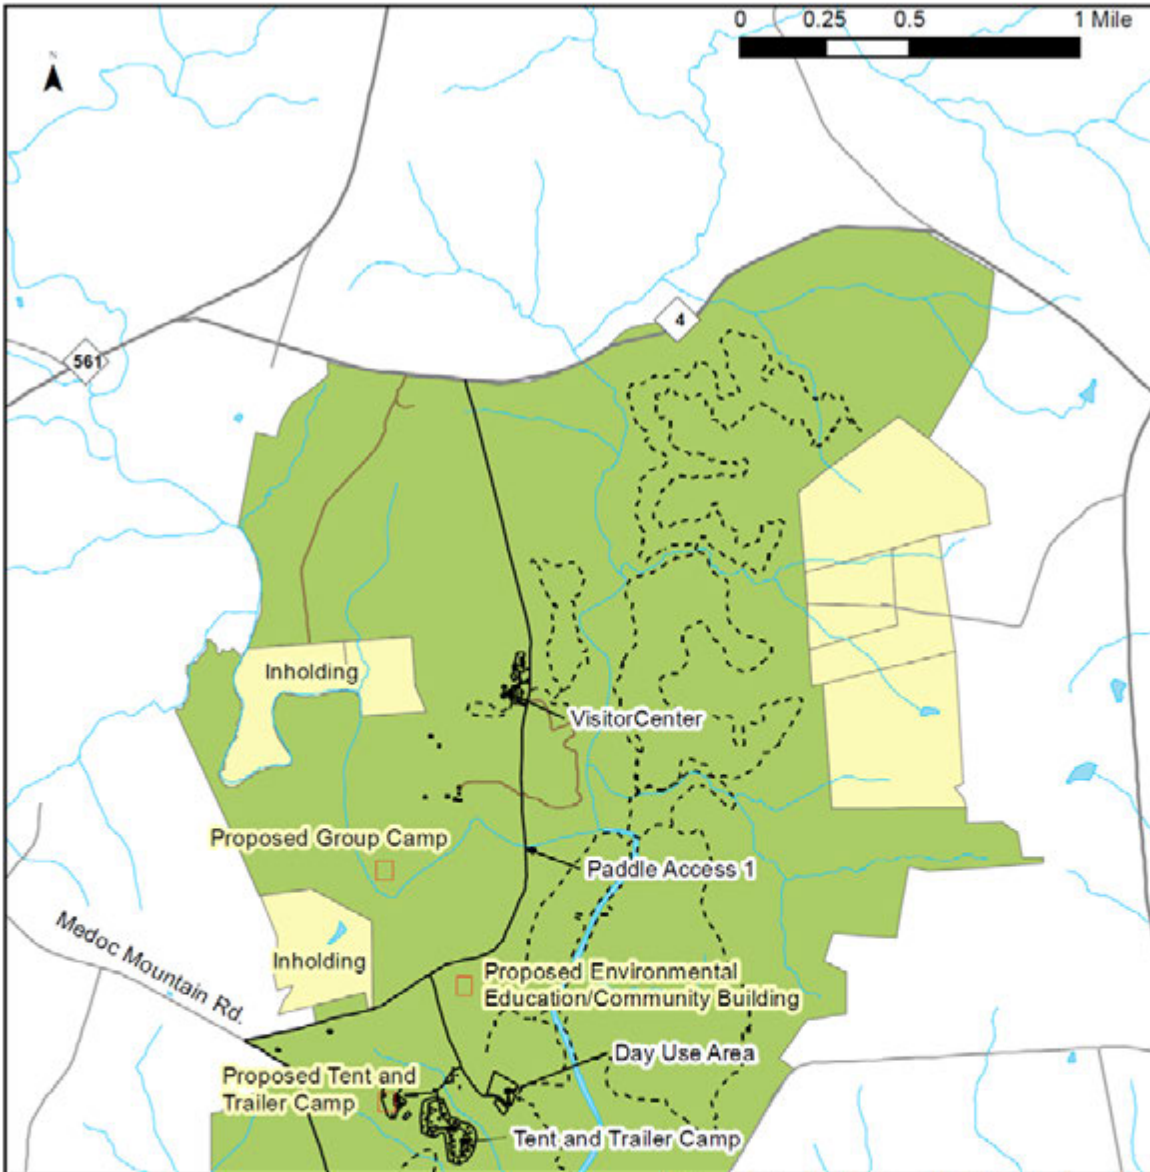 0 0.25 0.5 1 Mile
N
4
561
Inholding
VisitorCenter
Proposed Group Camp
Paddle Access 1
Medoc Mountain Rd.
Inholding
Proposed Environmental
Education/Community Building
Day Use Area
Proposed Tent and
Trailer Camp
Tent and Trailer Camp